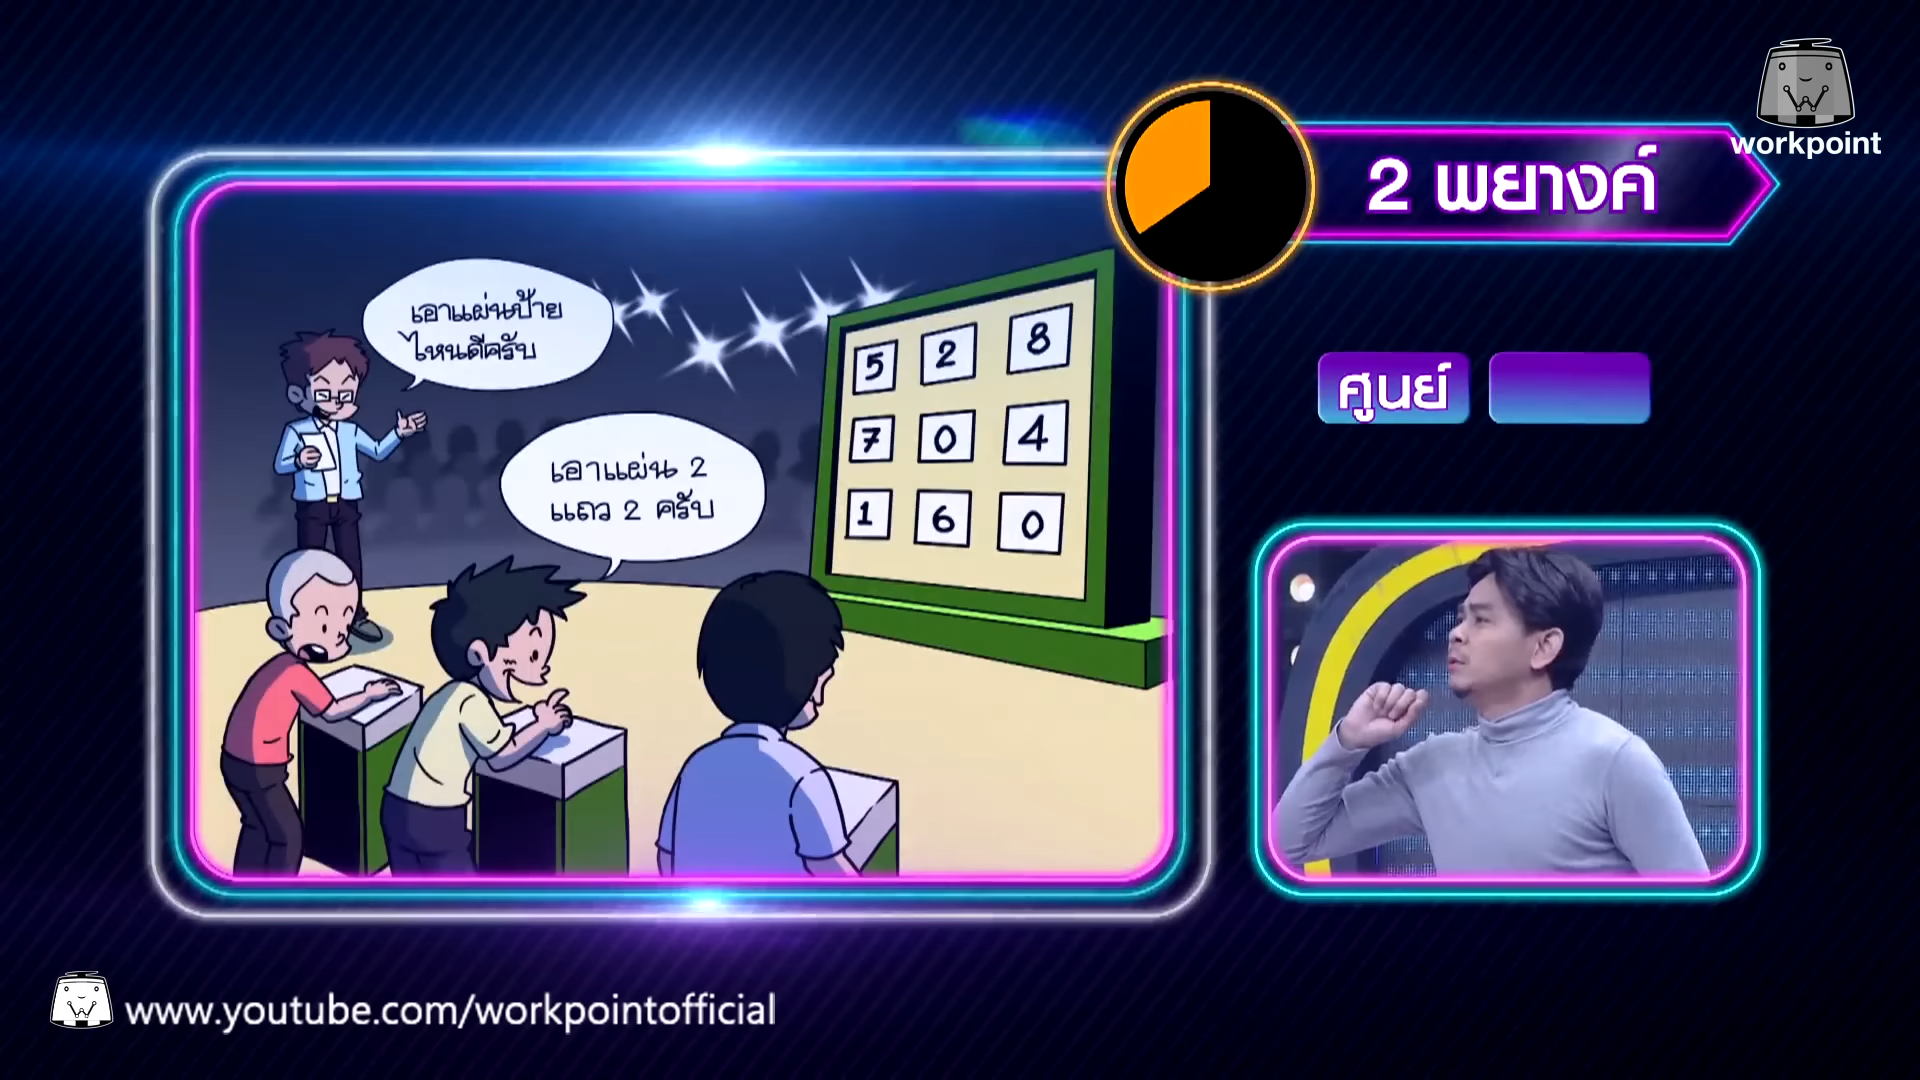 workpoint
2 พยางค์
เอาแผ่นป้าย
ไหนดีครับ
5 2 8
7 0 4
1 6 0
เอาแผ่น 2
แถว 2 ครับ
ศูนย์
www.youtube.com/workpointofficial